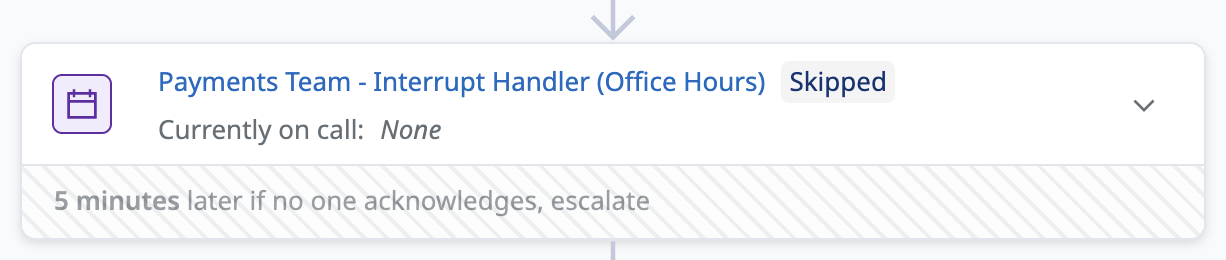 Payments Team - Interrupt Handler (Office Hours) Skipped
Currently on call: None
5 minutes later if no one acknowledges, escalate